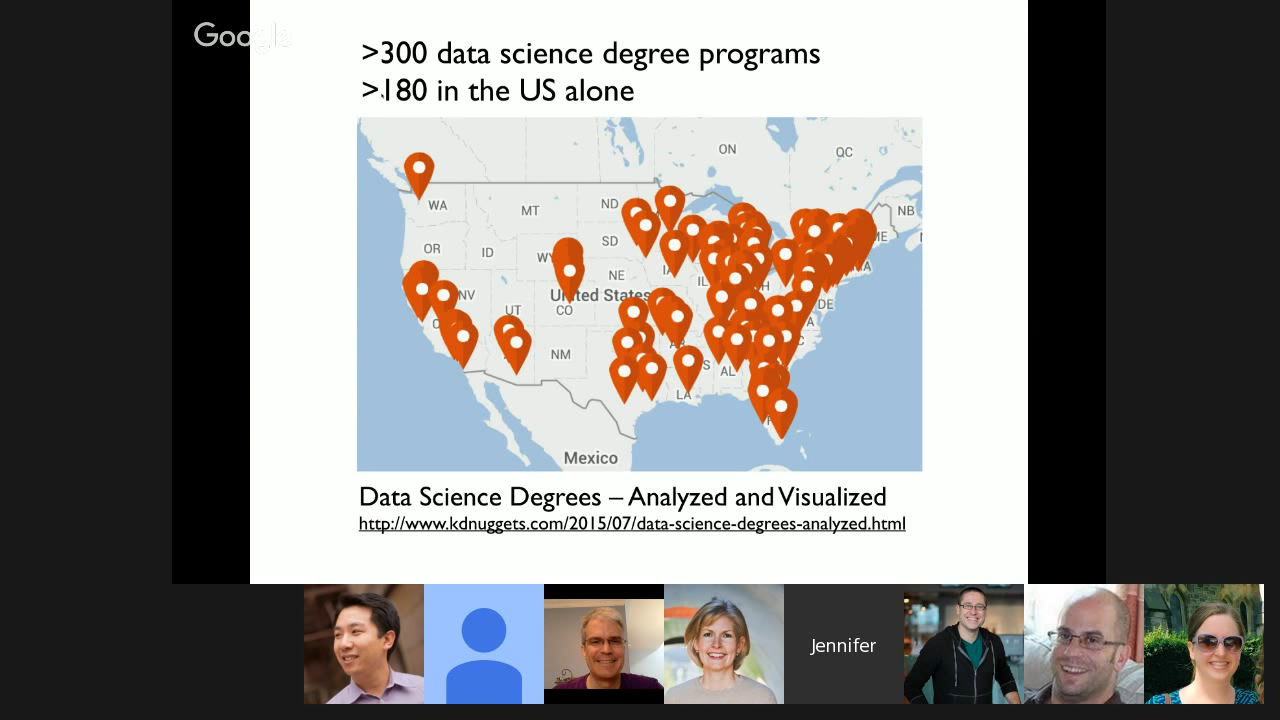 Google
>300 data science degree programs
>180 in the US alone
ON
QC
WA
MT
ND
NB
OR
ID
SD
WY
NE
IL
NV
United States
UT
CO
DE
NM
AL
LA
Mexico
Data Science Degrees – Analyzed and Visualized
http://www.kdnuggets.com/2015/07/data-science-degrees-analyzed.html
Jennifer